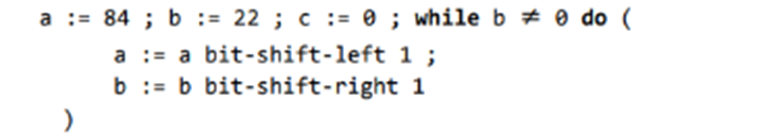 a := 84 ; b := 22 ; c := 0 ; while b ≠ 0 do (
a := a bit-shift-left 1 ;
b := b bit-shift-right 1
)